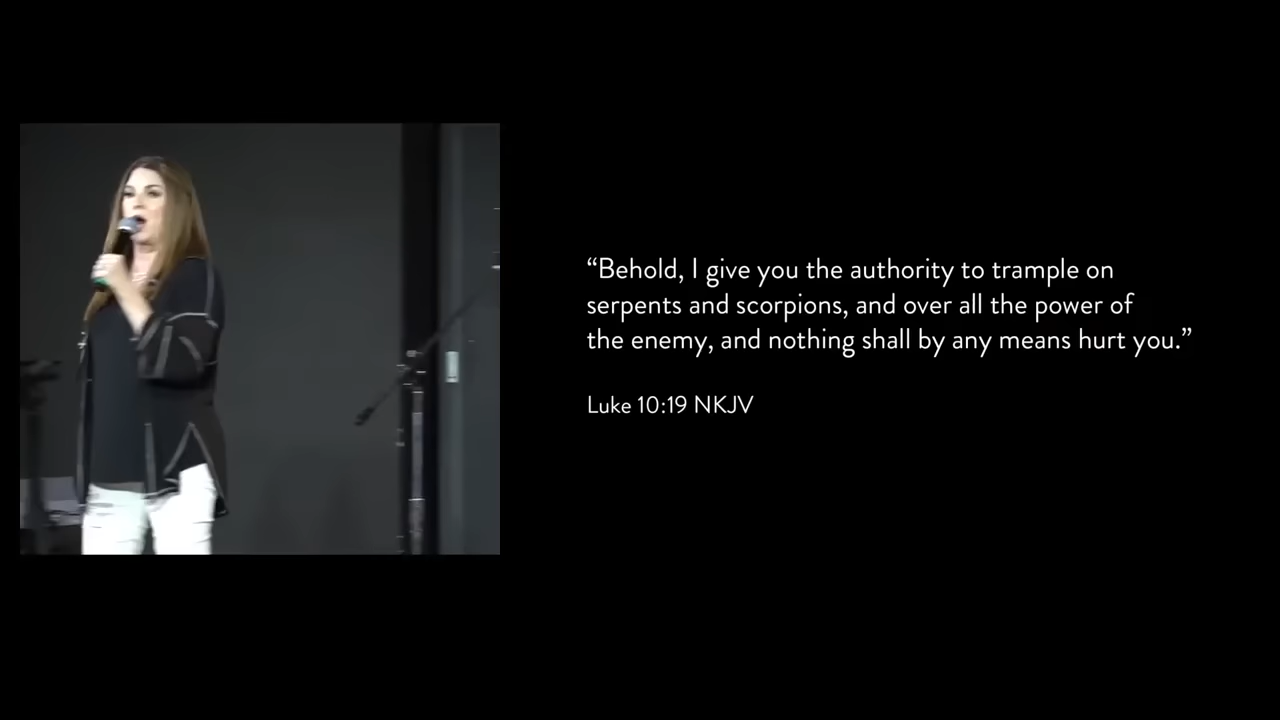 “Behold, I give you the authority to trample on
serpents and scorpions, and over all the power of
the enemy, and nothing shall by any means hurt you.”
Luke 10:19 NKJV